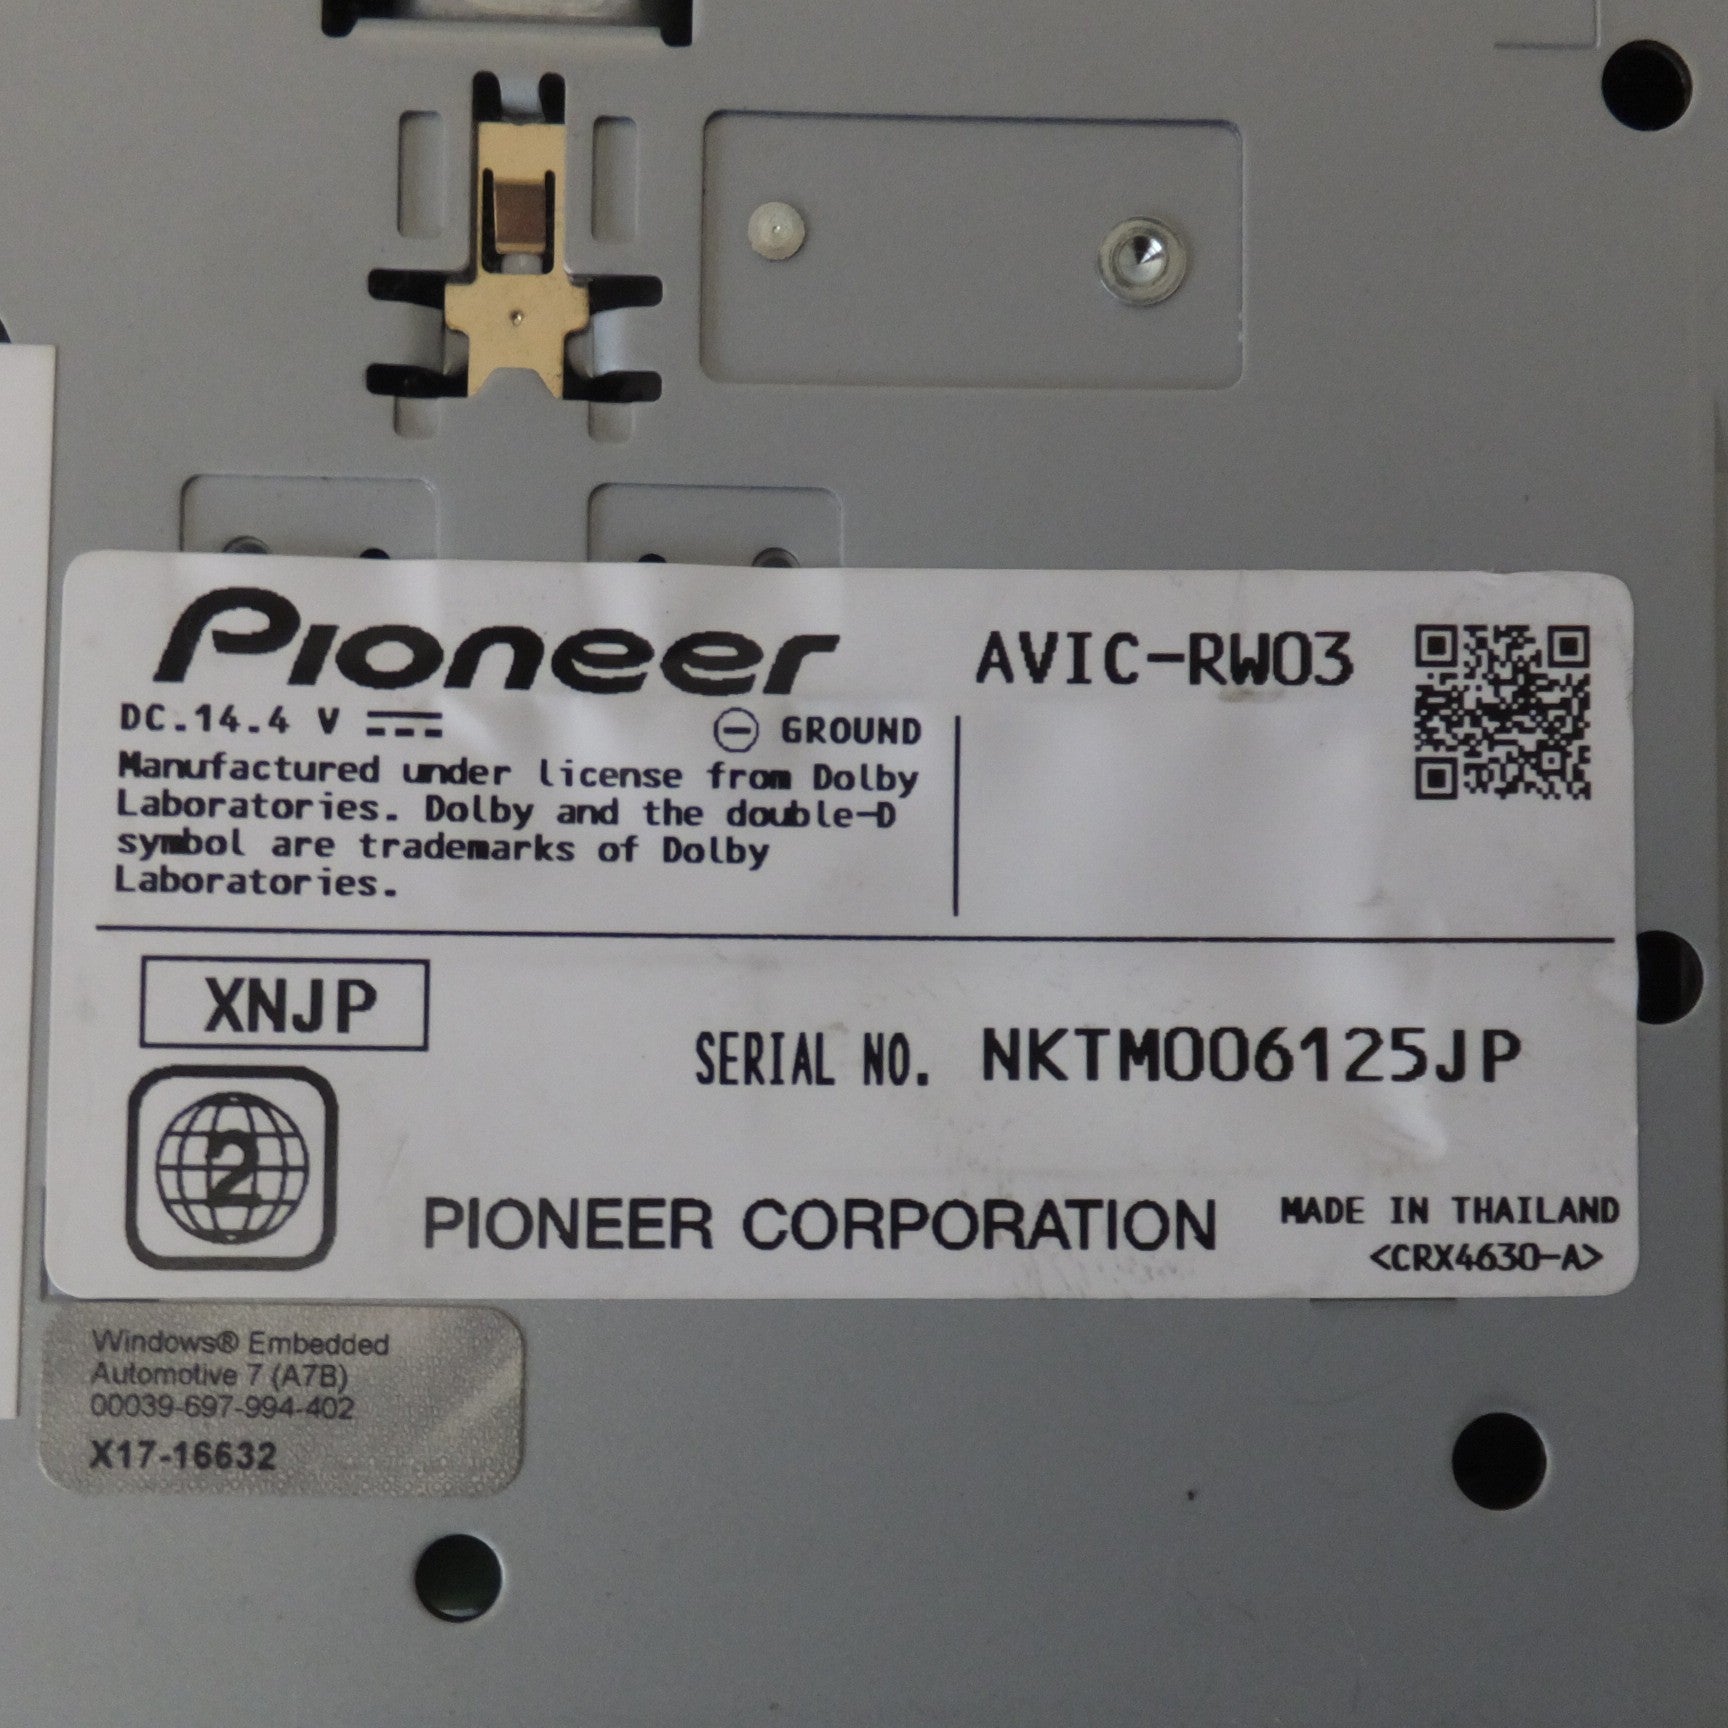 Pioneer
AVIC-RW03
DC.14.4 V
GROUND
Manufactured under license from Dolby
Laboratories. Dolby and the double-D
symbol are trademarks of Dolby
Laboratories.
XNJP
SERIAL NO. NKTM006125JP
2
PIONEER CORPORATION
MADE IN THAILAND
<CRX4630-A>
Windows® Embedded
Automotive 7 (A7B)
00039-697-994-402
X17-16632